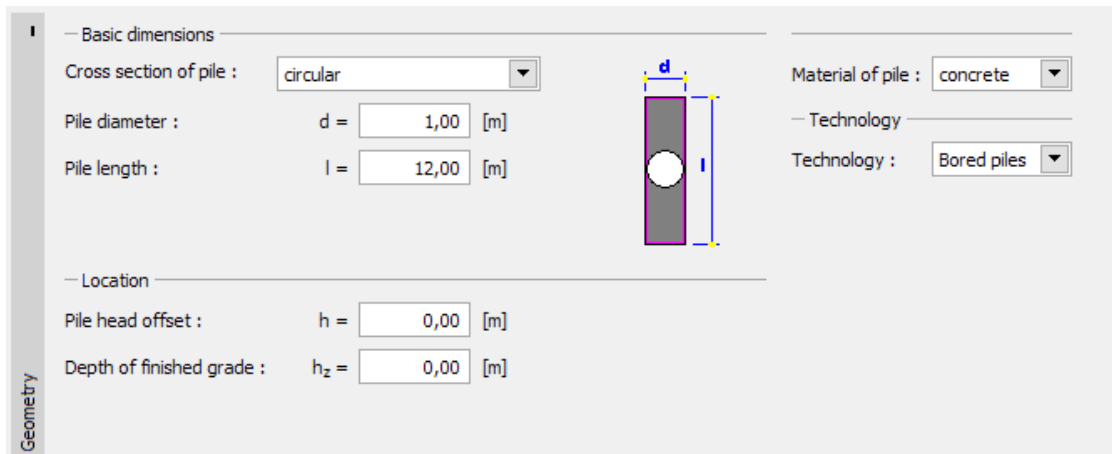 Basic dimensions
Cross section of pile : circular
Pile diameter : d = 1,00 [m]
Pile length : l = 12,00 [m]
d
l
Material of pile : concrete
Technology
Technology : Bored piles
Location
Pile head offset : h = 0,00 [m]
Depth of finished grade : hz = 0,00 [m]
Geometry